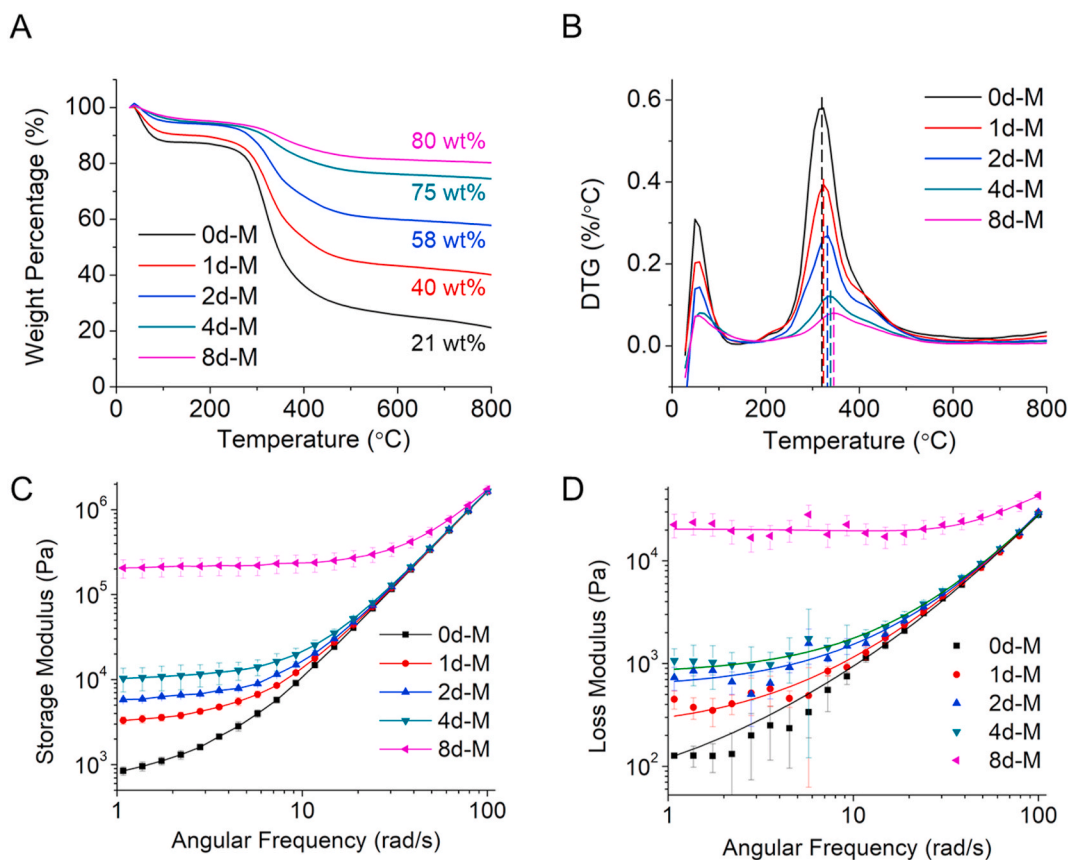 A
Weight Percentage (%)
100
80
60
40
20
0
80 wt%
75 wt%
58 wt%
40 wt%
21 wt%
0d-M
1d-M
2d-M
4d-M
8d-M
0 200 400 600 800
Temperature (°C)
B
DTG (%/°C)
0.6
0.4
0.2
0.0
0d-M
1d-M
2d-M
4d-M
8d-M
0 200 400 600 800
Temperature (°C)
C
Storage Modulus (Pa)
10⁶
10⁵
10⁴
10³
0d-M
1d-M
2d-M
4d-M
8d-M
1 10 100
Angular Frequency (rad/s)
D
Loss Modulus (Pa)
10⁴
10³
10²
0d-M
1d-M
2d-M
4d-M
8d-M
1 10 100
Angular Frequency (rad/s)